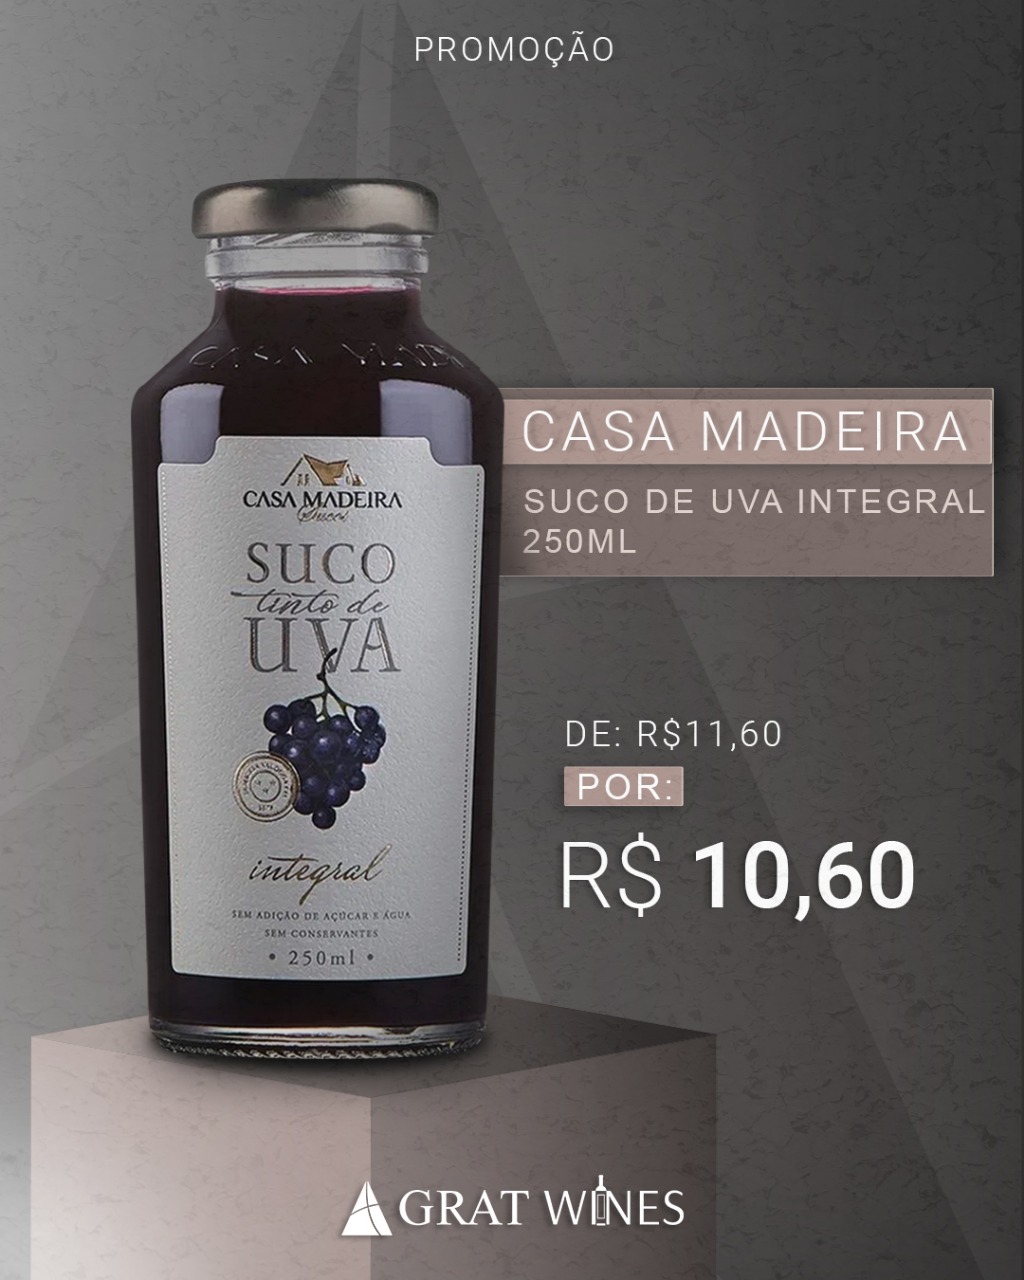 PROMOÇÃO
CASA MADEIRA
SUCO DE UVA INTEGRAL
250ML
CASA MADEIRA
Sucos
SUCO
tinto de
UVA
integral
SEM ADIÇÃO DE AÇÚCAR E ÁGUA
SEM CONSERVANTES
• 250ml •
DE: R$11,60
POR:
R$ 10,60
GRAT WINES